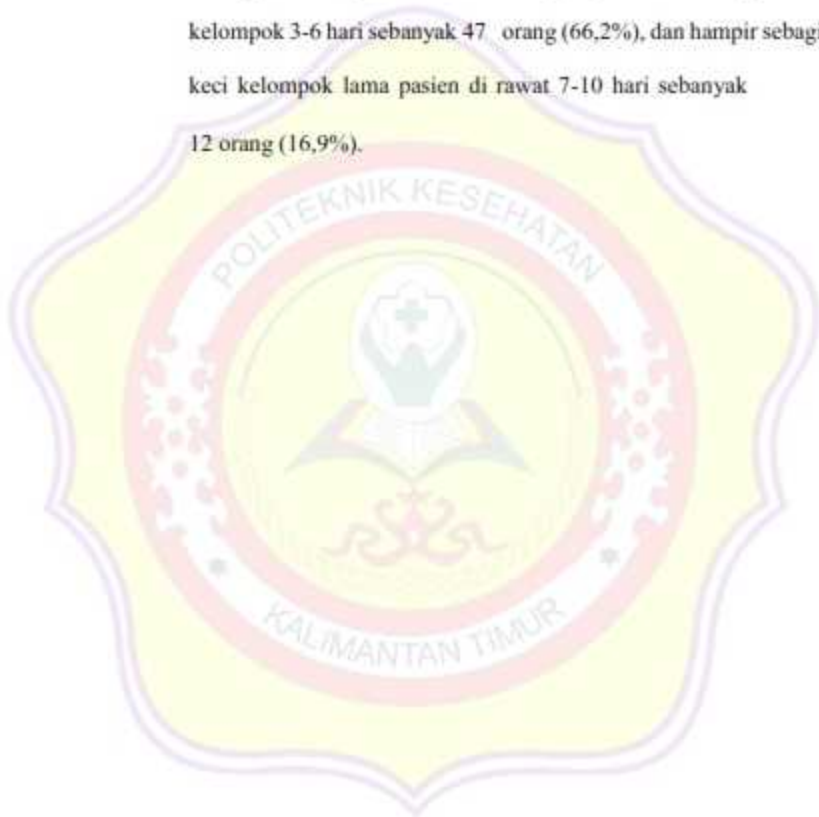 kelompok 3-6 hari sebanyak 47 orang (66,2%), dan hampir sebagi
keci kelompok lama pasien di rawat 7-10 hari sebanyak
12 orang (16,9%).
POLITEKNIK KESEHATAN
KALIMANTAN TIMUR